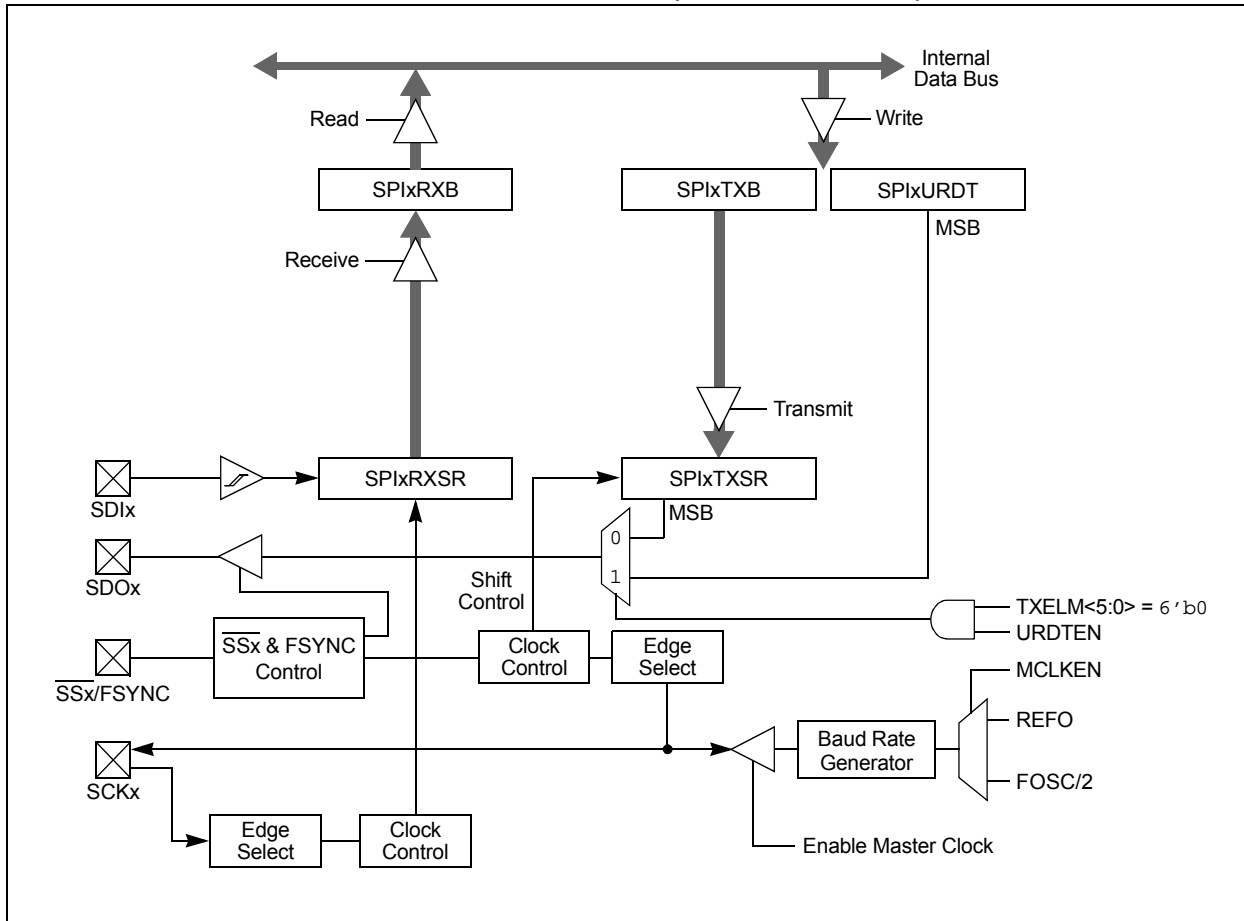 Internal
Data Bus
Read
Write
SPIxRXB
SPIxTXB
SPIxURDT
MSB
Receive
Transmit
SPIxRXSR
SPIxTXSR
SDIx
MSB
0
SDOx
1
Shift
Control
TXELM<5:0> = 6'b0
URDTEN
SSx & FSYNC
Control
Clock
Control
Edge
Select
MCLKEN
SSx/FSYNC
REFO
Baud Rate
Generator
FOSC/2
SCKx
Edge
Select
Clock
Control
Enable Master Clock